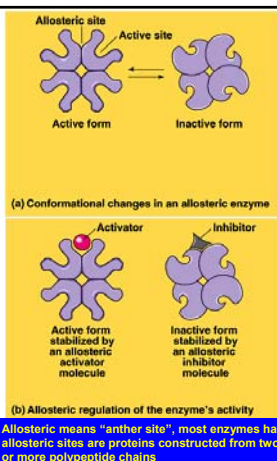 Allosteric site
Active site
Active form
Inactive form
(a) Conformational changes in an allosteric enzyme
Activator
Inhibitor
Active form
stabilized by
an allosteric
activator
molecule
Inactive form
stabilized by
an allosteric
inhibitor
molecule
(b) Allosteric regulation of the enzyme's activity
Allosteric means “anther site”, most enzymes ha
allosteric sites are proteins constructed from two
or more polypeptide chains